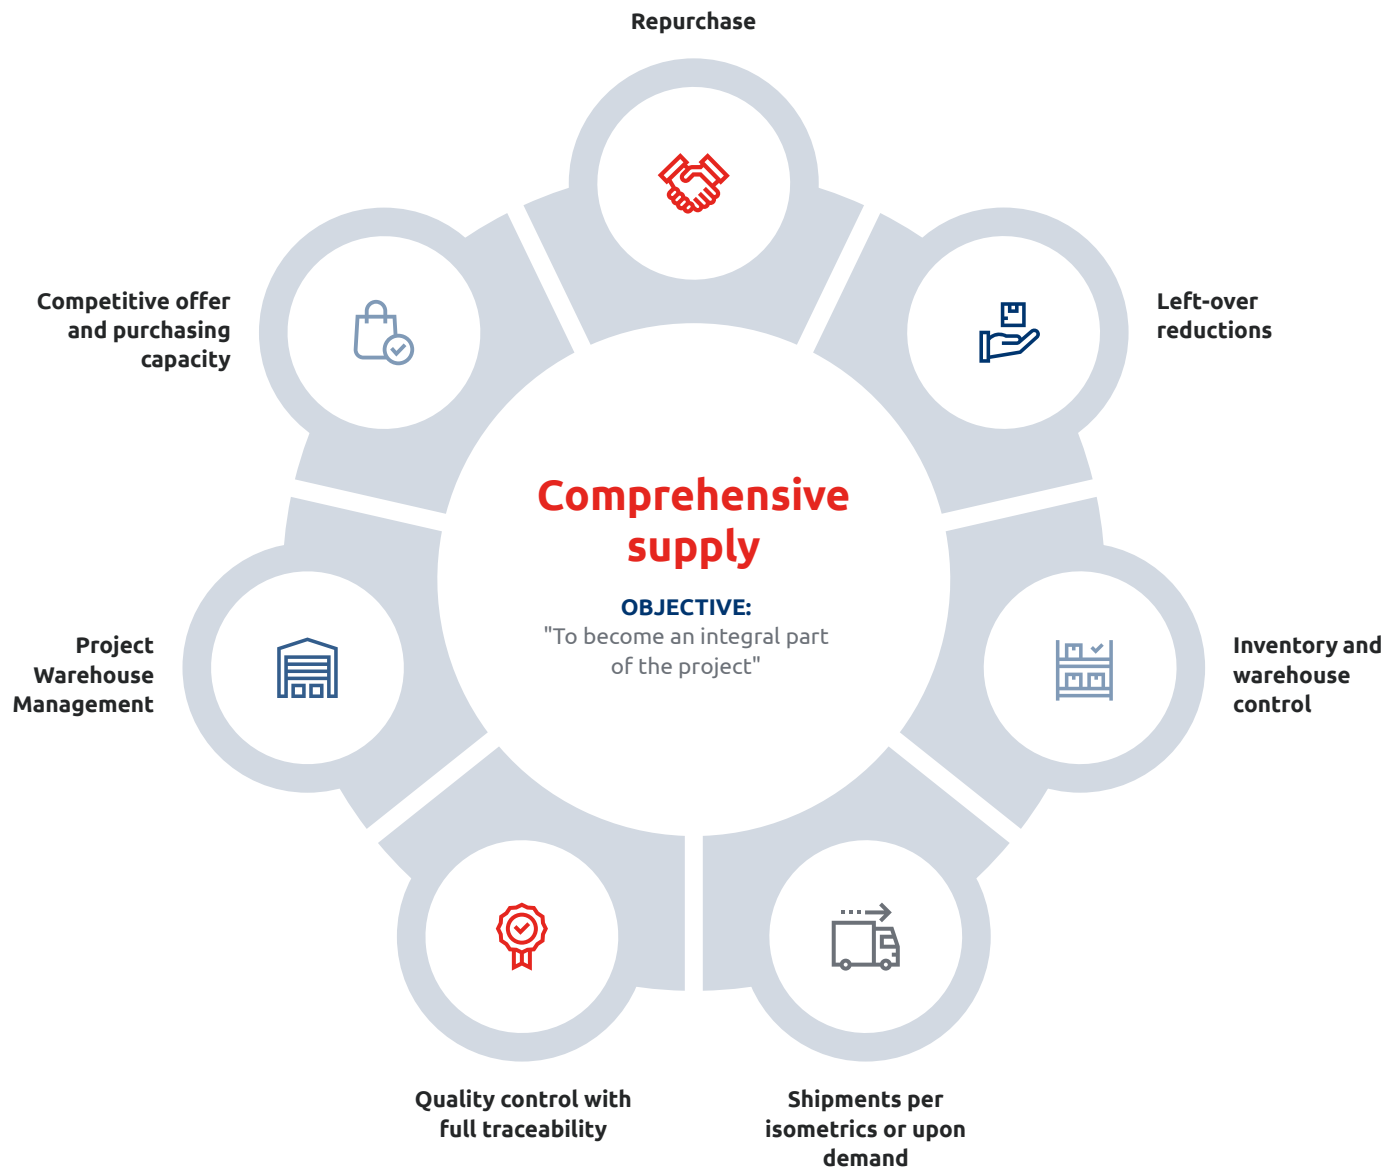 Repurchase
Competitive offer
and purchasing
capacity
Left-over
reductions
Comprehensive
supply
OBJECTIVE:
"To become an integral part
of the project"
Project
Warehouse
Management
Inventory and
warehouse
control
Quality control with
full traceability
Shipments per
isometrics or upon
demand